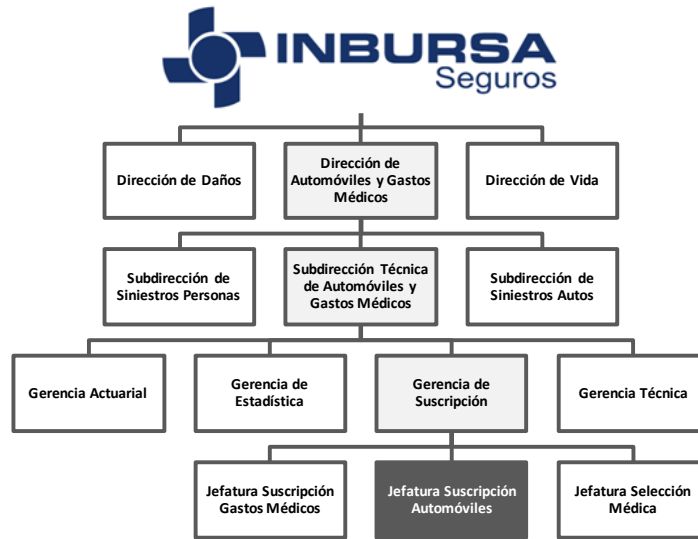 INBURSA
Seguros
Dirección de Daños
Dirección de
Automóviles y Gastos
Médicos
Dirección de Vida
Subdirección de
Siniestros Personas
Subdirección Técnica
de Automóviles y
Gastos Médicos
Subdirección de
Siniestros Autos
Gerencia Actuarial
Gerencia de
Estadística
Gerencia de
Suscripción
Gerencia Técnica
Jefatura Suscripción
Gastos Médicos
Jefatura Suscripción
Automóviles
Jefatura Selección
Médica